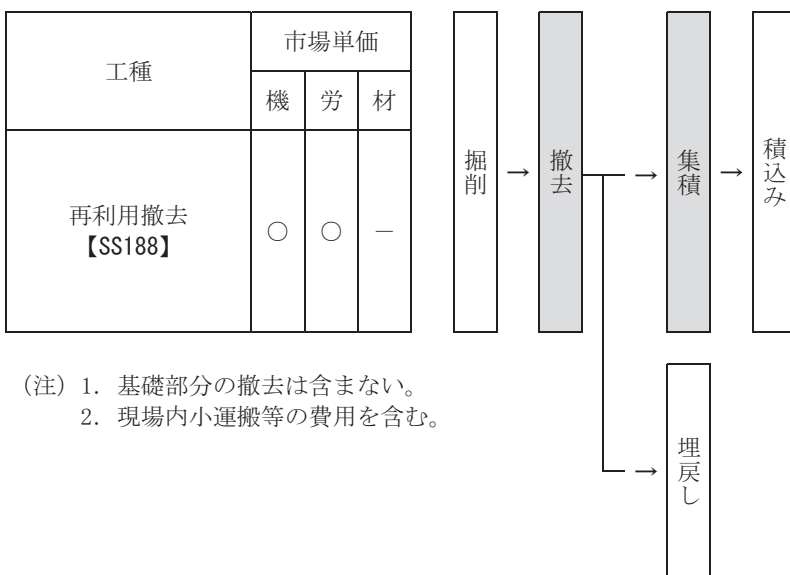 工種
市場単価
機 労 材
再利用撤去
【SS188】
○ ○ －
掘削 → 撤去 → 集積 → 積込み
→ 埋戻し
（注）1．基礎部分の撤去は含まない。
2．現場内小運搬等の費用を含む。